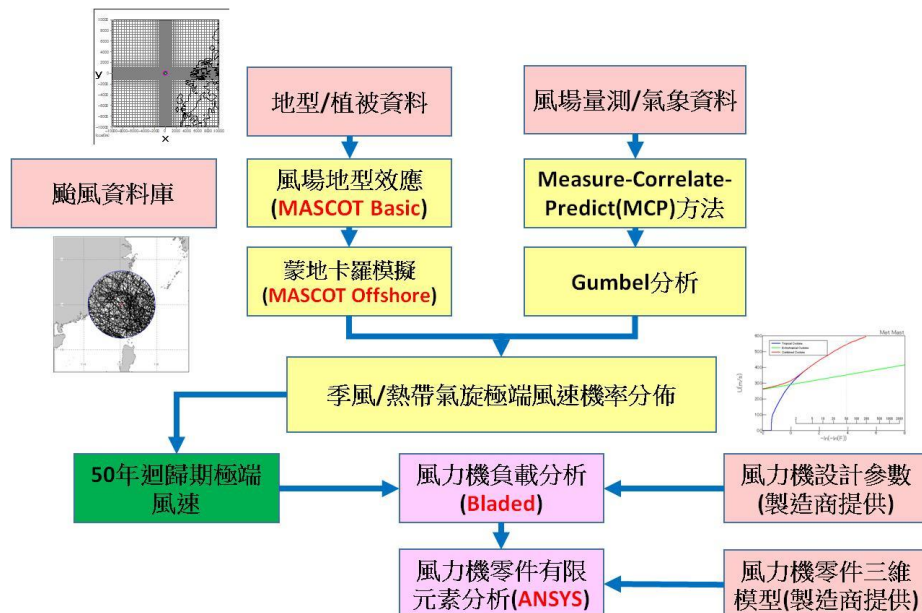 y
x
地型/植被資料
風場量測/氣象資料
颱風資料庫
風場地型效應
(MASCOT Basic)
Measure-Correlate-
Predict(MCP)方法
蒙地卡羅模擬
(MASCOT Offshore)
Gumbel分析
Met Mast
季風/熱帶氣旋極端風速機率分佈
50年迴歸期極端
風速
風力機負載分析
(Bladed)
風力機設計參數
(製造商提供)
風力機零件有限
元素分析(ANSYS)
風力機零件三維
模型(製造商提供)